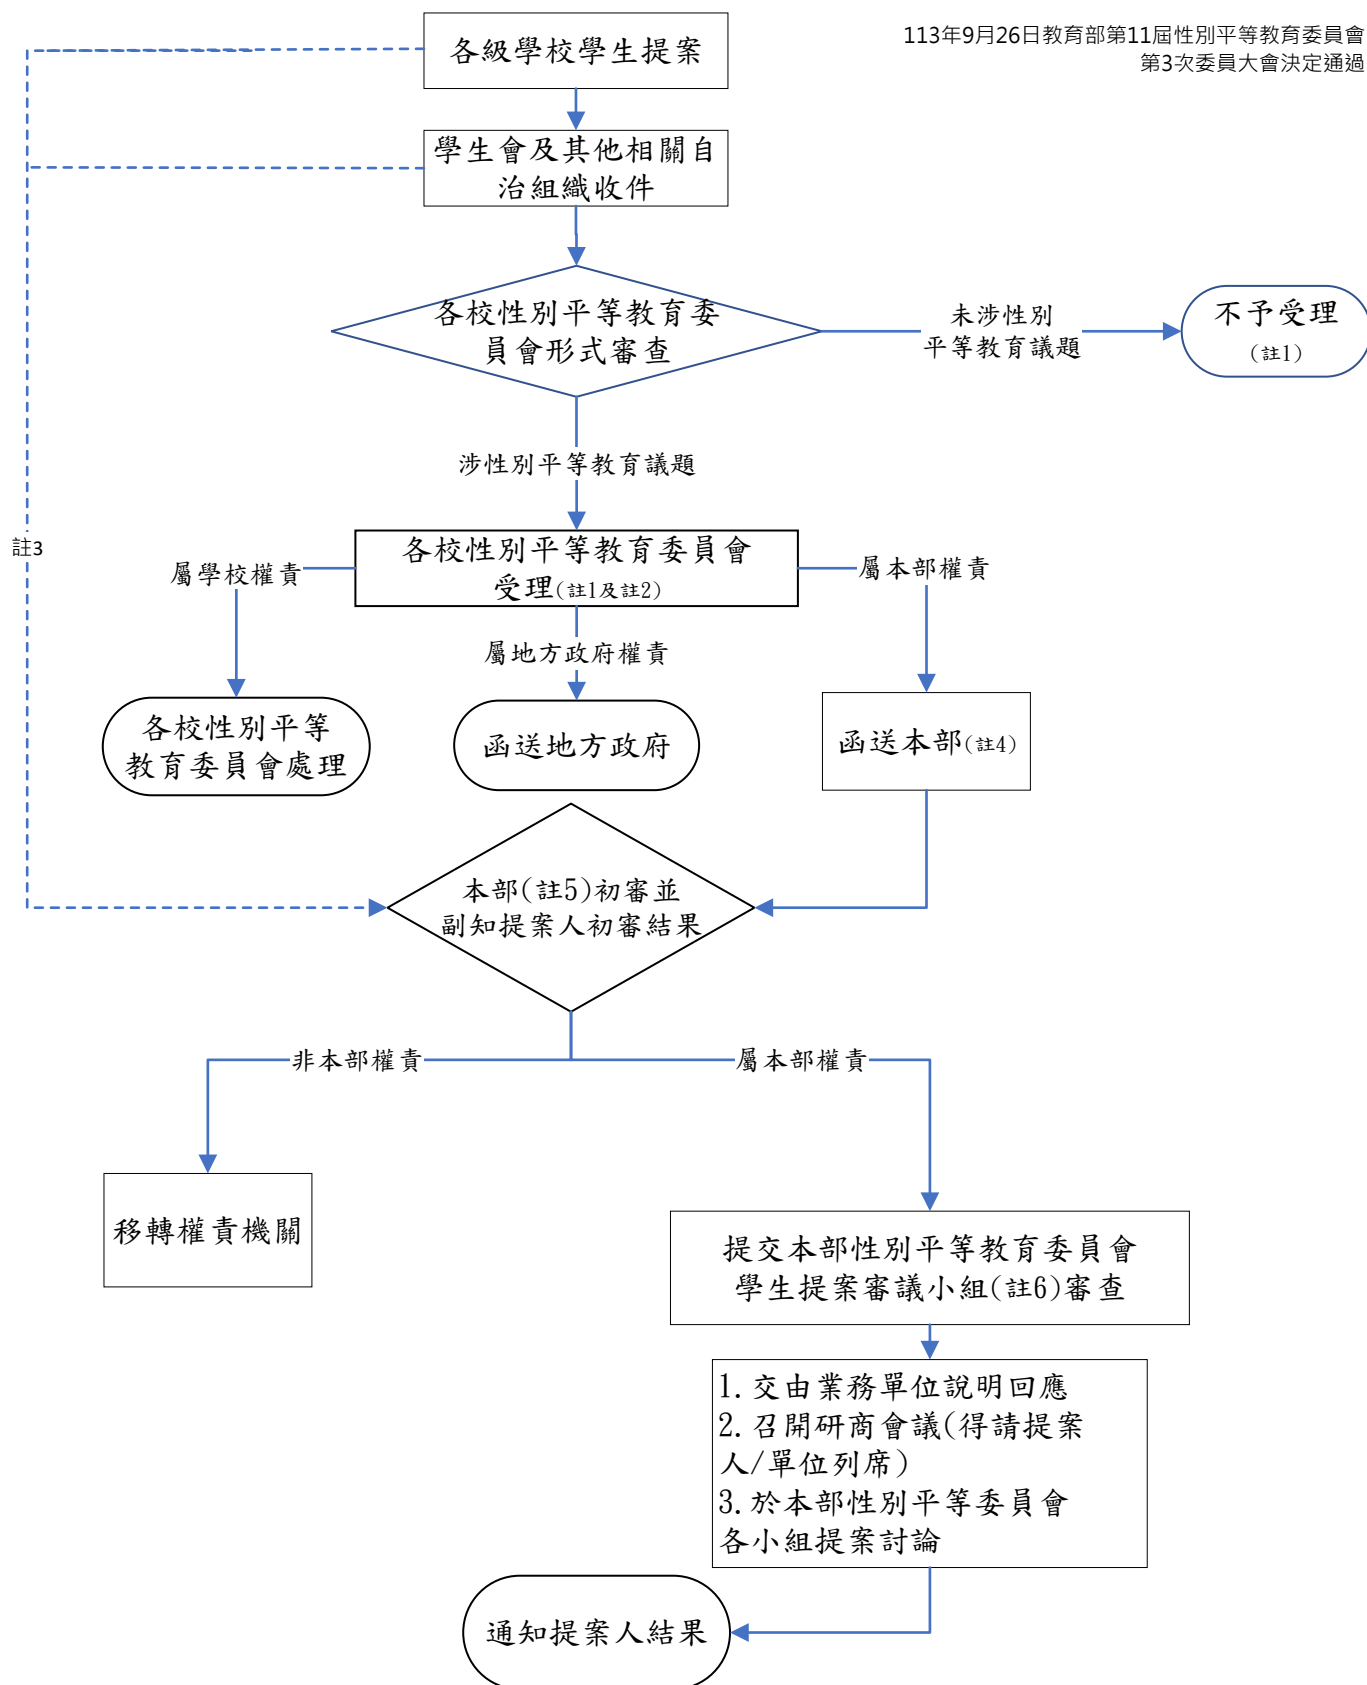 113年9月26日教育部第11屆性別平等教育委員會
第3次委員大會決定通過
各級學校學生提案
學生會及其他相關自
治組織收件
各校性別平等教育委
員會形式審查
未涉性別
平等教育議題
不予受理
(註1)
涉性別平等教育議題
註3
各校性別平等教育委員會
受理(註1及註2)
屬學校權責
屬地方政府權責
屬本部權責
各校性別平等
教育委員會處理
函送地方政府
函送本部(註4)
本部(註5)初審並
副知提案人初審結果
非本部權責
屬本部權責
移轉權責機關
提交本部性別平等教育委員會
學生提案審議小組(註6)審查
1. 交由業務單位說明回應
2. 召開研商會議(得請提案
人/單位列席)
3. 於本部性別平等委員會
各小組提案討論
通知提案人結果